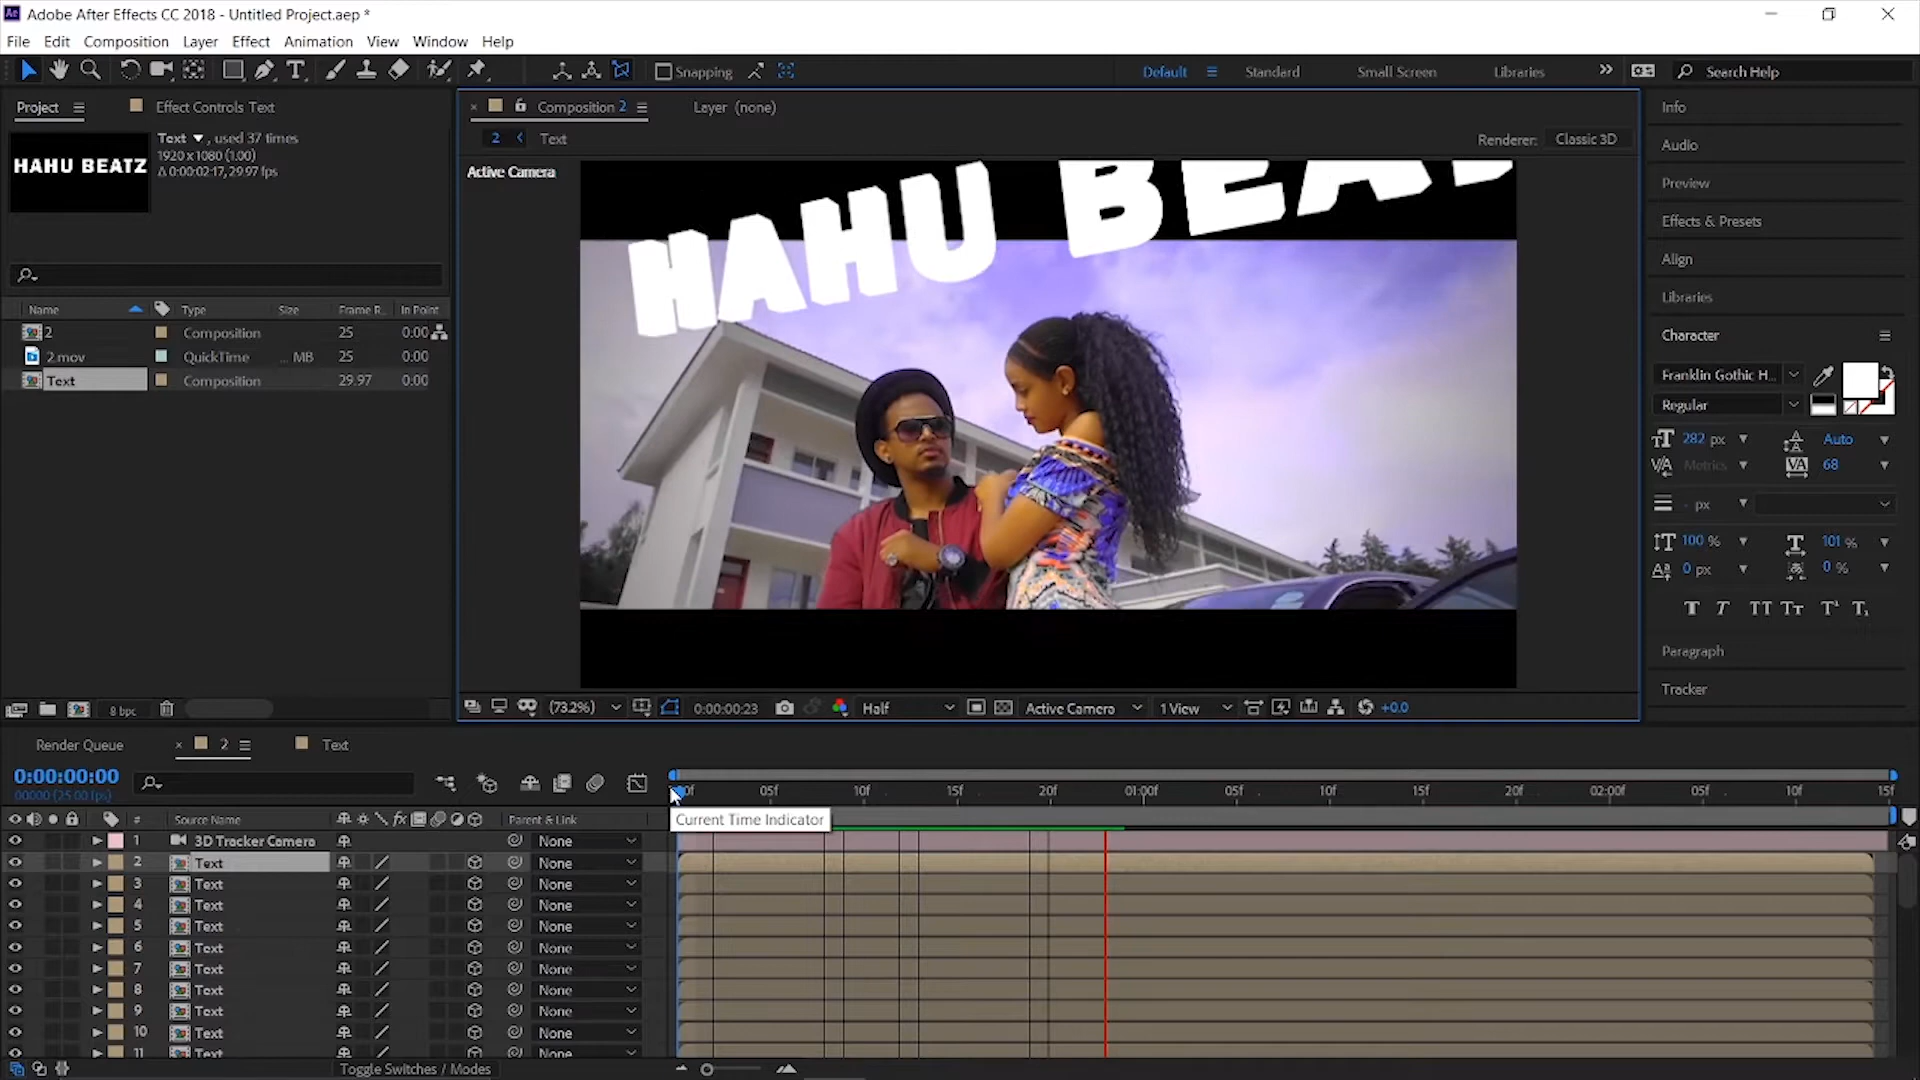 Adobe After Effects CC 2018 - Untitled Project.aep *
File Edit Composition Layer Effect Animation View Window Help
Snapping
Default Standard Small Screen Libraries Search Help
Project Effect Controls Text
Text , used 37 times
1920 x 1080 (1.00)
Δ 0:00:02:17, 29.97 fps
HAHU BEATZ
Name Type Size Frame R.. In Point
2 Composition 25 0:00
2.mov QuickTime ... MB 25 0:00
Text Composition 29.97 0:00
8 bpc
Composition 2 Layer (none)
2 Text
Renderer: Classic 3D
Active Camera
HAHU BEAT
(73.2%) 0:00:00:23 Half Active Camera 1 View +0.0
Info
Audio
Preview
Effects & Presets
Align
Libraries
Character
Franklin Gothic H...
Regular
282 px Auto
Metrics 68
- px
100 % 101 %
0 px 0 %
T T TT Tt T¹ T₁
Paragraph
Tracker
Render Queue 2 Text
0:00:00:00
00000 (25.00 fps)
05f 10f 15f 20f 01:00f 05f 10f 15f 20f 02:00f 05f 10f 15f
Current Time Indicator
# Source Name fx Parent & Link
1 3D Tracker Camera None
2 Text None
3 Text None
4 Text None
5 Text None
6 Text None
7 Text None
8 Text None
9 Text None
10 Text None
11 Text None
Toggle Switches / Modes